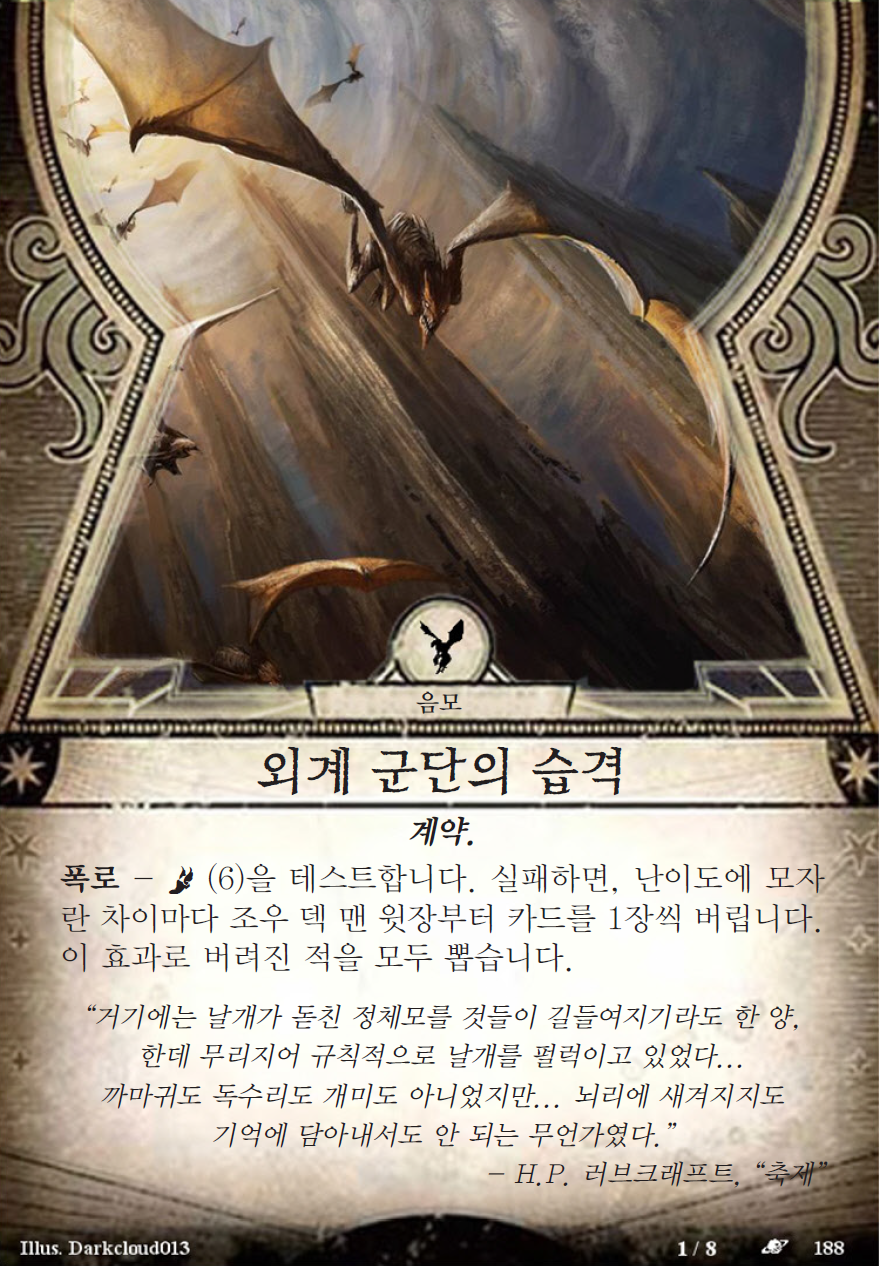 음모
외계 군단의 습격
계약.
폭로 – (6)을 테스트합니다. 실패하면, 난이도에 모자
란 차이마다 조우 덱 맨 윗장부터 카드를 1장씩 버립니다.
이 효과로 버려진 적을 모두 뽑습니다.
“거기에는 날개가 돋친 정체모를 것들이 길들여지기라도 한 양,
한데 무리지어 규칙적으로 날개를 펄럭이고 있었다...
까마귀도 독수리도 개미도 아니었지만... 뇌리에 새겨지지도
기억에 담아내서도 안 되는 무언가였다.”
– H.P. 러브크래프트, “축제”
Illus. Darkcloud013
1 / 8
188